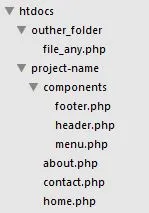 htdocs
outher_folder
file_any.php
project-name
components
footer.php
header.php
menu.php
about.php
contact.php
home.php